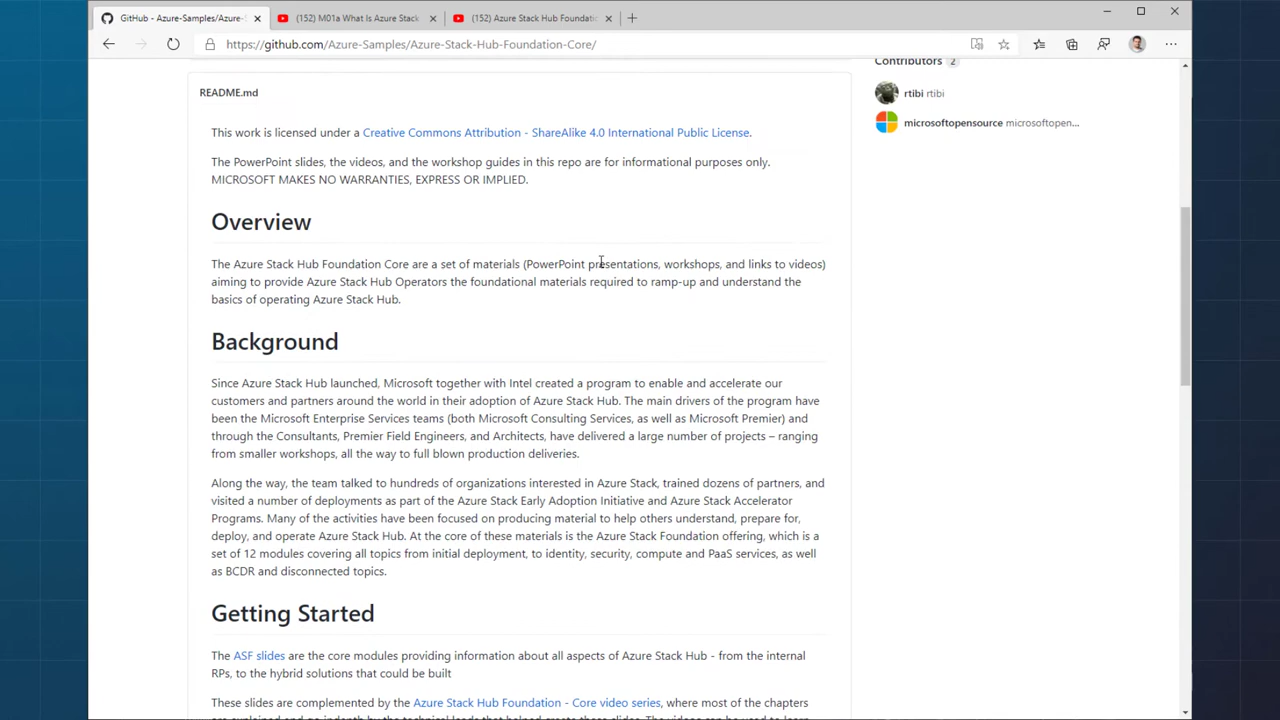 GitHub - Azure-Samples/Azure-S
(152) M01a What Is Azure Stack
(152) Azure Stack Hub Foundatio
https://github.com/Azure-Samples/Azure-Stack-Hub-Foundation-Core/
Contributors 2
rtibi rtibi
microsoftopensource microsoftopen...
README.md
This work is licensed under a Creative Commons Attribution - ShareAlike 4.0 International Public License.
The PowerPoint slides, the videos, and the workshop guides in this repo are for informational purposes only.
MICROSOFT MAKES NO WARRANTIES, EXPRESS OR IMPLIED.
Overview
The Azure Stack Hub Foundation Core are a set of materials (PowerPoint presentations, workshops, and links to videos)
aiming to provide Azure Stack Hub Operators the foundational materials required to ramp-up and understand the
basics of operating Azure Stack Hub.
Background
Since Azure Stack Hub launched, Microsoft together with Intel created a program to enable and accelerate our
customers and partners around the world in their adoption of Azure Stack Hub. The main drivers of the program have
been the Microsoft Enterprise Services teams (both Microsoft Consulting Services, as well as Microsoft Premier) and
through the Consultants, Premier Field Engineers, and Architects, have delivered a large number of projects – ranging
from smaller workshops, all the way to full blown production deliveries.
Along the way, the team talked to hundreds of organizations interested in Azure Stack, trained dozens of partners, and
visited a number of deployments as part of the Azure Stack Early Adoption Initiative and Azure Stack Accelerator
Programs. Many of the activities have been focused on producing material to help others understand, prepare for,
deploy, and operate Azure Stack Hub. At the core of these materials is the Azure Stack Foundation offering, which is a
set of 12 modules covering all topics from initial deployment, to identity, security, compute and PaaS services, as well
as BCDR and disconnected topics.
Getting Started
The ASF slides are the core modules providing information about all aspects of Azure Stack Hub - from the internal
RPs, to the hybrid solutions that could be built
These slides are complemented by the Azure Stack Hub Foundation - Core video series, where most of the chapters